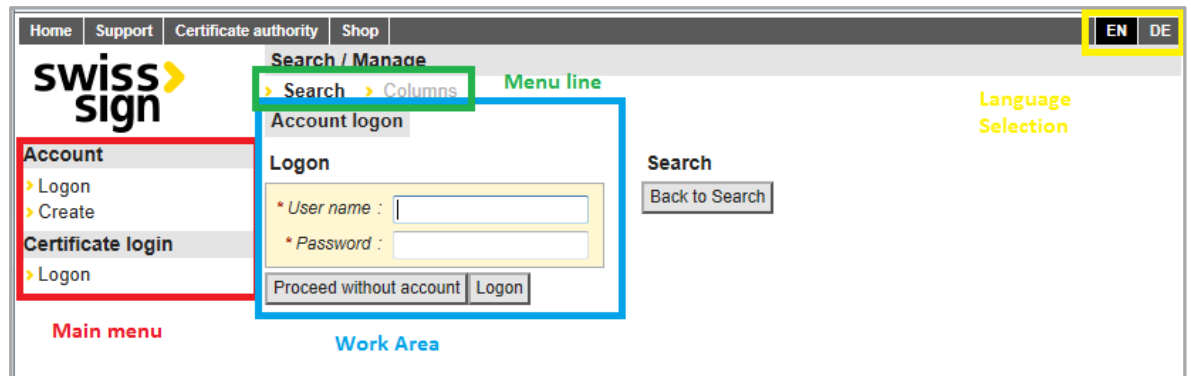 Home Support Certificate authority Shop EN DE
swiss
sign
Search / Manage
Search Columns
Menu line
Language
Selection
Account logon
Account
Logon
Create
Certificate login
Logon
Main menu
Logon
* User name :
* Password :
Proceed without account Logon
Work Area
Search
Back to Search